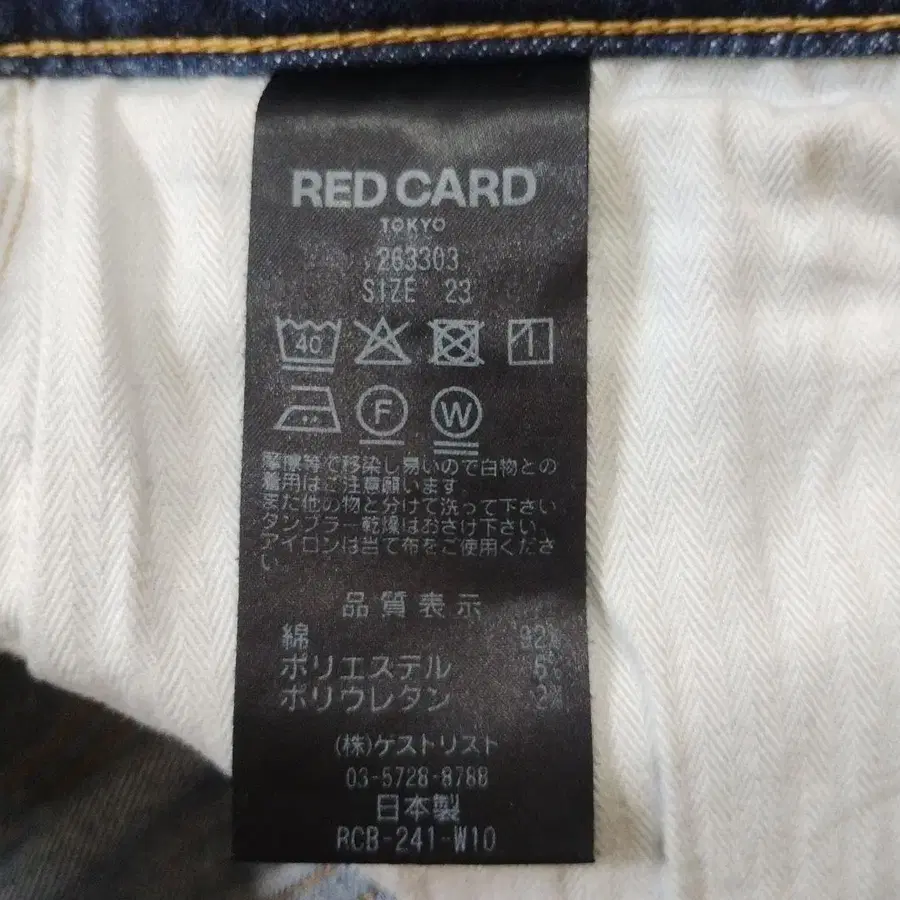 RED CARD®
TOKYO
263303
SIZE 23
40
F
W
摩擦等で移染し易いので白物との
着用はご注意願います。
また他の物と分けて洗って下さい
タンブラー乾燥はおさけ下さい。
アイロンは当て布をご使用くださ
い
品質表示
綿 92%
ポリエステル 6%
ポリウレタン 2%
(株)ゲストリスト
03-5728-8788
日本製
RCB-241-W10